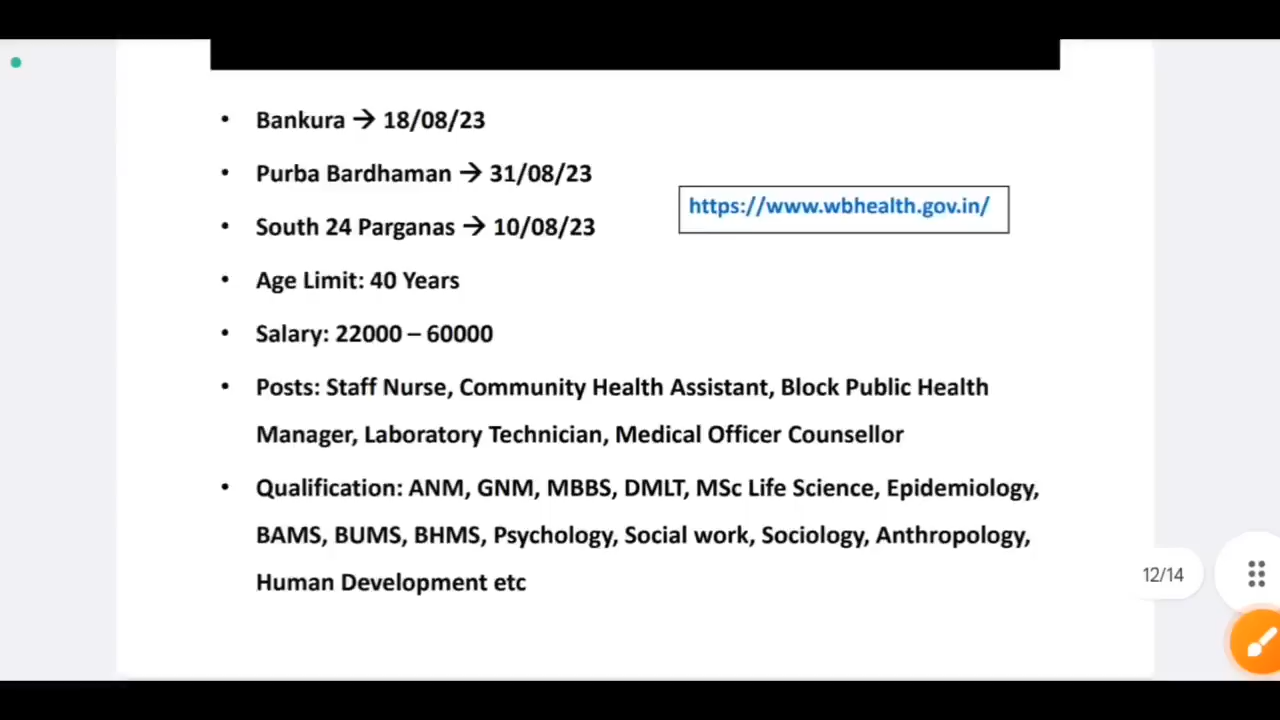 Bankura → 18/08/23
Purba Bardhaman → 31/08/23
https://www.wbhealth.gov.in/
South 24 Parganas → 10/08/23
Age Limit: 40 Years
Salary: 22000 – 60000
Posts: Staff Nurse, Community Health Assistant, Block Public Health
Manager, Laboratory Technician, Medical Officer Counsellor
Qualification: ANM, GNM, MBBS, DMLT, MSc Life Science, Epidemiology,
BAMS, BUMS, BHMS, Psychology, Social work, Sociology, Anthropology,
Human Development etc
12/14